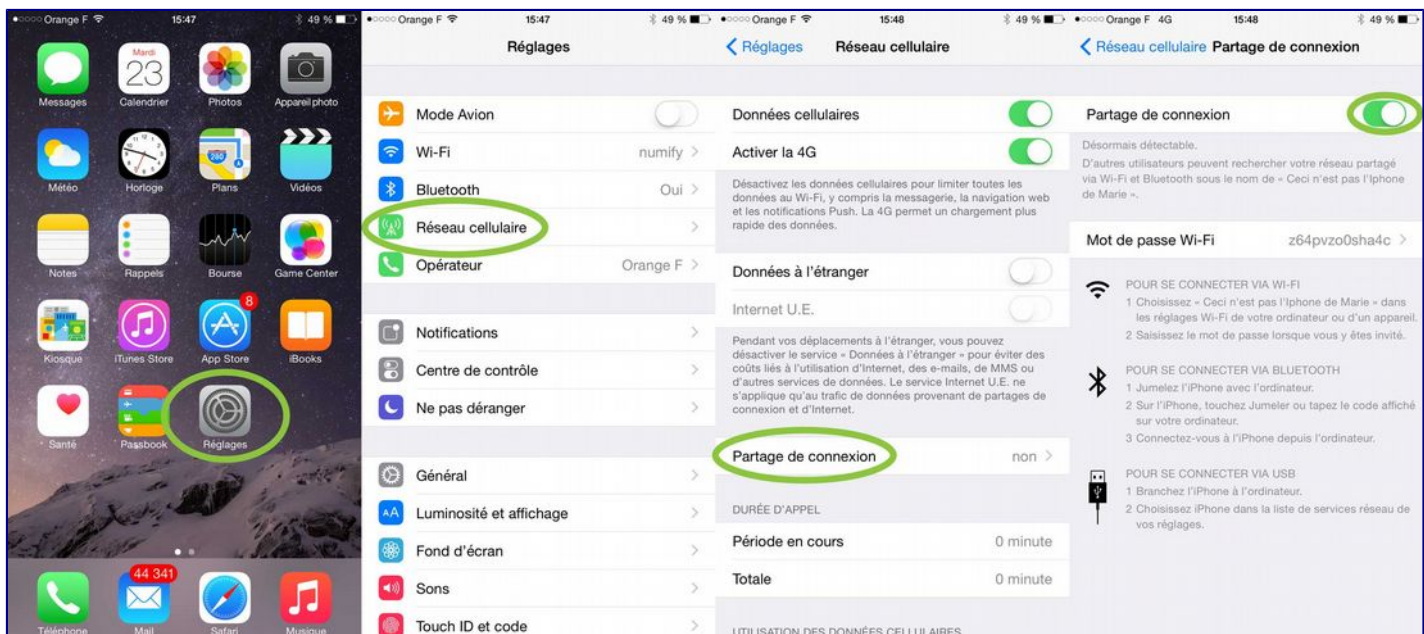 Orange F 15:47 49 %
Mardi
23
Messages Calendrier Photos Appareil photo
280
Météo Horloge Plans Vidéos
Notes Rappels Bourse Game Center
8
Kiosque iTunes Store App Store iBooks
Santé Passbook Réglages
44 341
Téléphone Mail Safari Musique
Orange F 15:47 49 %
Réglages
Mode Avion
Wi-Fi numify
Bluetooth Oui
Réseau cellulaire
Opérateur Orange F
Notifications
Centre de contrôle
Ne pas déranger
Général
AA Luminosité et affichage
Fond d'écran
Sons
Touch ID et code
Orange F 15:48 49 %
Réglages Réseau cellulaire
Données cellulaires
Activer la 4G
Désactivez les données cellulaires pour limiter toutes les
données au Wi-Fi, y compris la messagerie, la navigation web
et les notifications Push. La 4G permet un chargement plus
rapide des données.
Données à l'étranger
Internet U.E.
Pendant vos déplacements à l'étranger, vous pouvez
désactiver le service « Données à l'étranger » pour éviter des
coûts liés à l'utilisation d'Internet, des e-mails, de MMS ou
d'autres services de données. Le service Internet U.E. ne
s'applique qu'au trafic de données provenant de partages de
connexion et d'Internet.
Partage de connexion non
DURÉE D'APPEL
Période en cours 0 minute
Totale 0 minute
UTILISATION DES DONNÉES CELLULAIRES
Orange F 4G 15:48 49 %
Réseau cellulaire Partage de connexion
Partage de connexion
Désormais détectable.
D'autres utilisateurs peuvent rechercher votre réseau partagé
via Wi-Fi et Bluetooth sous le nom de « Ceci n'est pas l'Iphone
de Marie ».
Mot de passe Wi-Fi z64pvzo0sha4c
POUR SE CONNECTER VIA WI-FI
1 Choisissez « Ceci n'est pas l'Iphone de Marie » dans
les réglages Wi-Fi de votre ordinateur ou d'un appareil.
2 Saisissez le mot de passe lorsque vous y êtes invité.
POUR SE CONNECTER VIA BLUETOOTH
1 Jumelez l'iPhone avec l'ordinateur.
2 Sur l'iPhone, touchez Jumeler ou tapez le code affiché
sur votre ordinateur.
3 Connectez-vous à l'iPhone depuis l'ordinateur.
POUR SE CONNECTER VIA USB
1 Branchez l'iPhone à l'ordinateur.
2 Choisissez iPhone dans la liste de services réseau de
vos réglages.